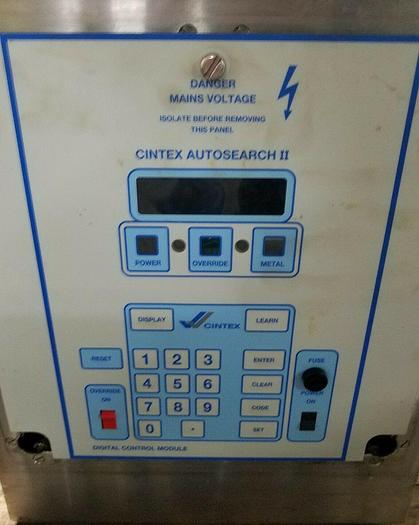 DANGER
MAINS VOLTAGE
ISOLATE BEFORE REMOVING
THIS PANEL
CINTEX AUTOSEARCH II
POWER OVERRIDE METAL
DISPLAY CINTEX LEARN
RESET 1 2 3 ENTER FUSE
4 5 6 CLEAR
OVERRIDE POWER
ON ON
7 8 9 CODE
0 . SET
DIGITAL CONTROL MODULE